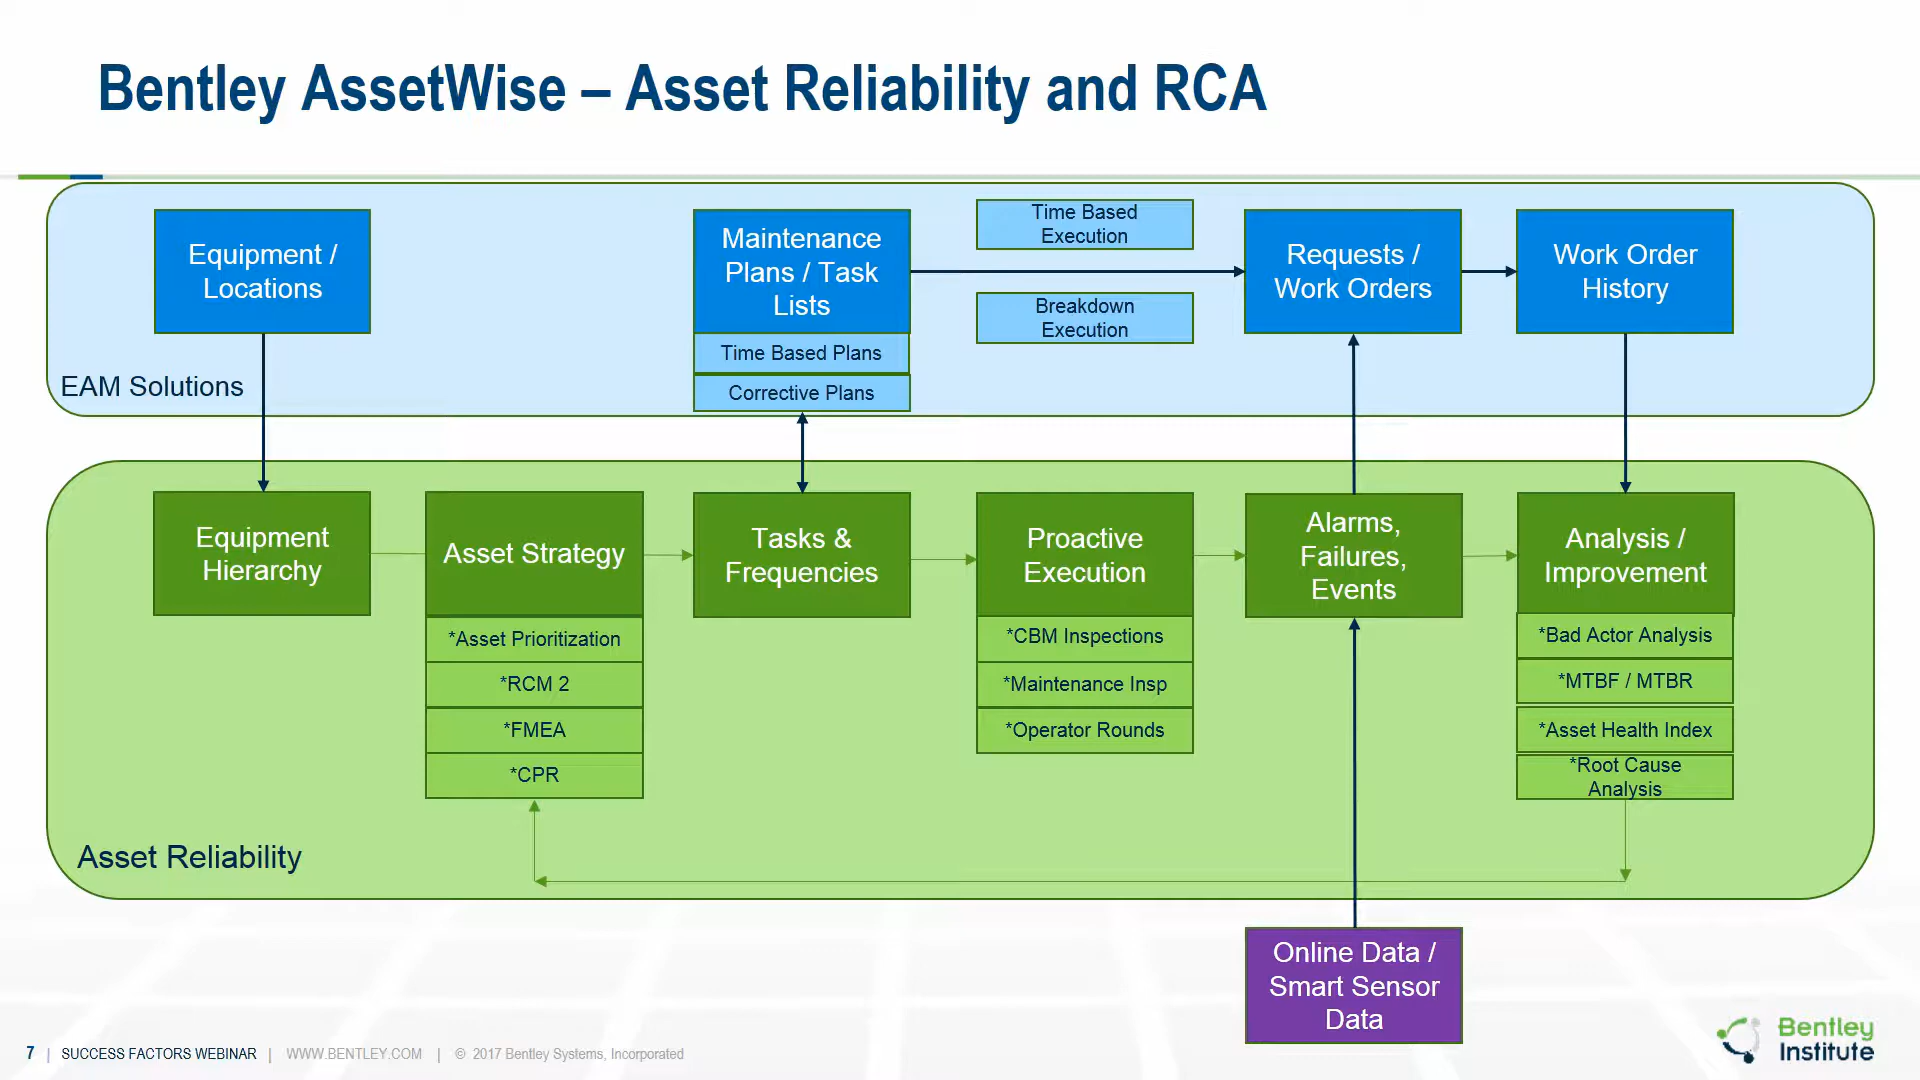 Bentley AssetWise – Asset Reliability and RCA
Equipment /
Locations
Maintenance
Plans / Task
Lists
Time Based Plans
Corrective Plans
Time Based
Execution
Breakdown
Execution
Requests /
Work Orders
Work Order
History
EAM Solutions
Equipment
Hierarchy
Asset Strategy
*Asset Prioritization
*RCM 2
*FMEA
*CPR
Tasks &
Frequencies
Proactive
Execution
*CBM Inspections
*Maintenance Insp
*Operator Rounds
Alarms,
Failures,
Events
Analysis /
Improvement
*Bad Actor Analysis
*MTBF / MTBR
*Asset Health Index
*Root Cause
Analysis
Asset Reliability
Online Data /
Smart Sensor
Data
7 | SUCCESS FACTORS WEBINAR | WWW.BENTLEY.COM | © 2017 Bentley Systems, Incorporated
Bentley
Institute